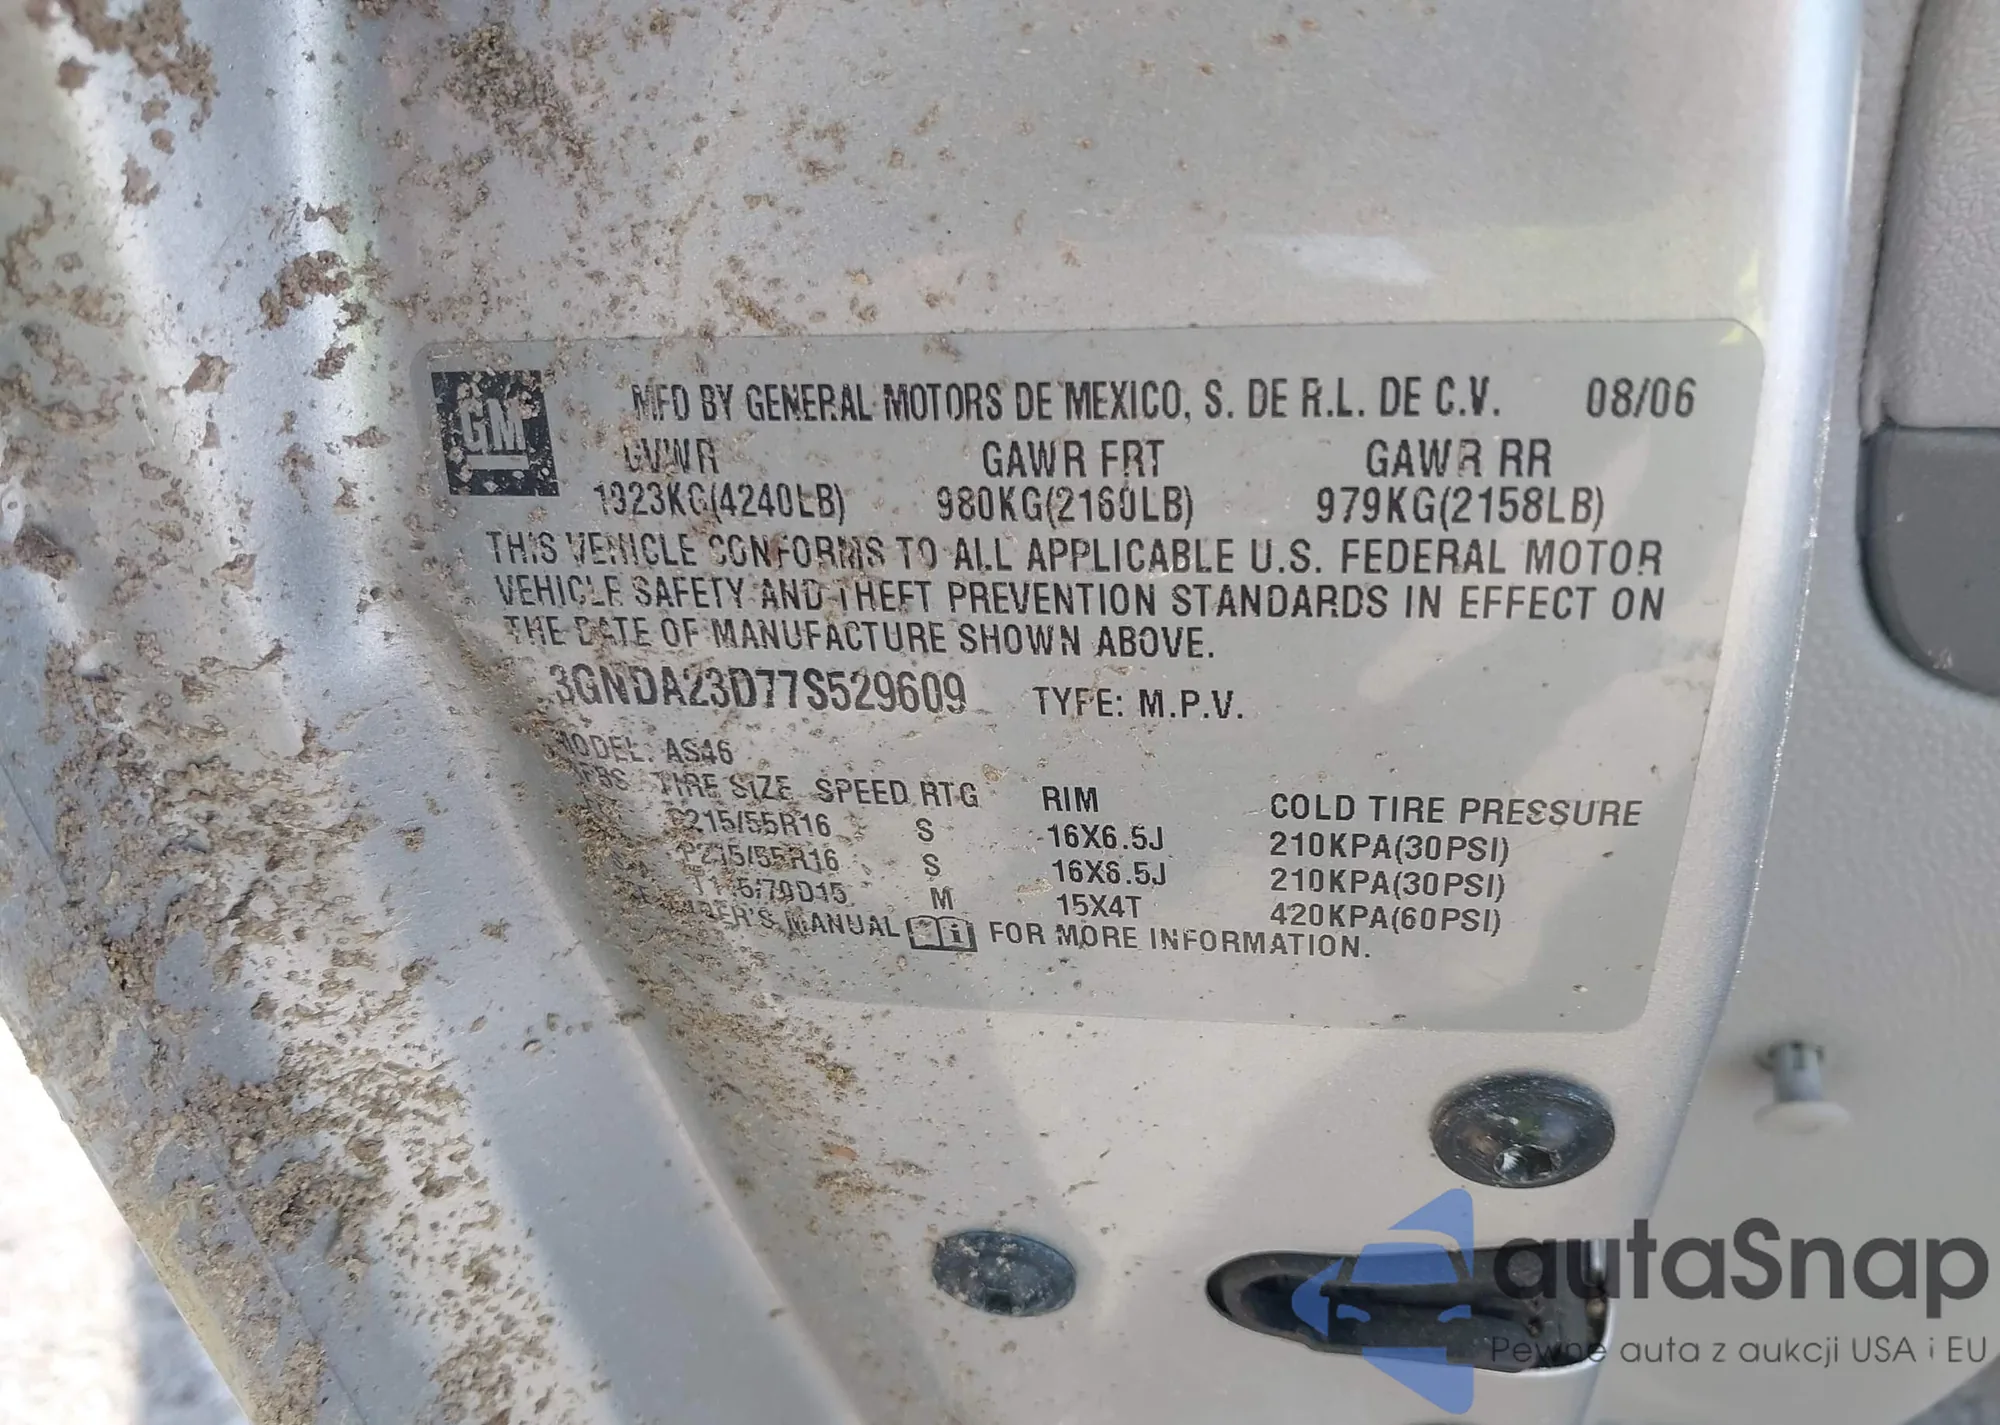 GM
MFD BY GENERAL MOTORS DE MEXICO, S. DE R.L. DE C.V. 08/06
GVWR GAWR FRT GAWR RR
1923KG(4240LB) 980KG(2160LB) 979KG(2158LB)
THIS VEHICLE CONFORMS TO ALL APPLICABLE U.S. FEDERAL MOTOR
VEHICLE SAFETY AND THEFT PREVENTION STANDARDS IN EFFECT ON
THE DATE OF MANUFACTURE SHOWN ABOVE.
3GNDA23D77S529609 TYPE: M.P.V.
MODEL: AS46
TIRE SIZE SPEED RTG RIM COLD TIRE PRESSURE
P215/55R16 S 16X6.5J 210KPA(30PSI)
P215/55R16 S 16X6.5J 210KPA(30PSI)
M 15X4T 420KPA(60PSI)
MANUAL FOR MORE INFORMATION.
autaSnap
Pewne auta z aukcji USA i EU